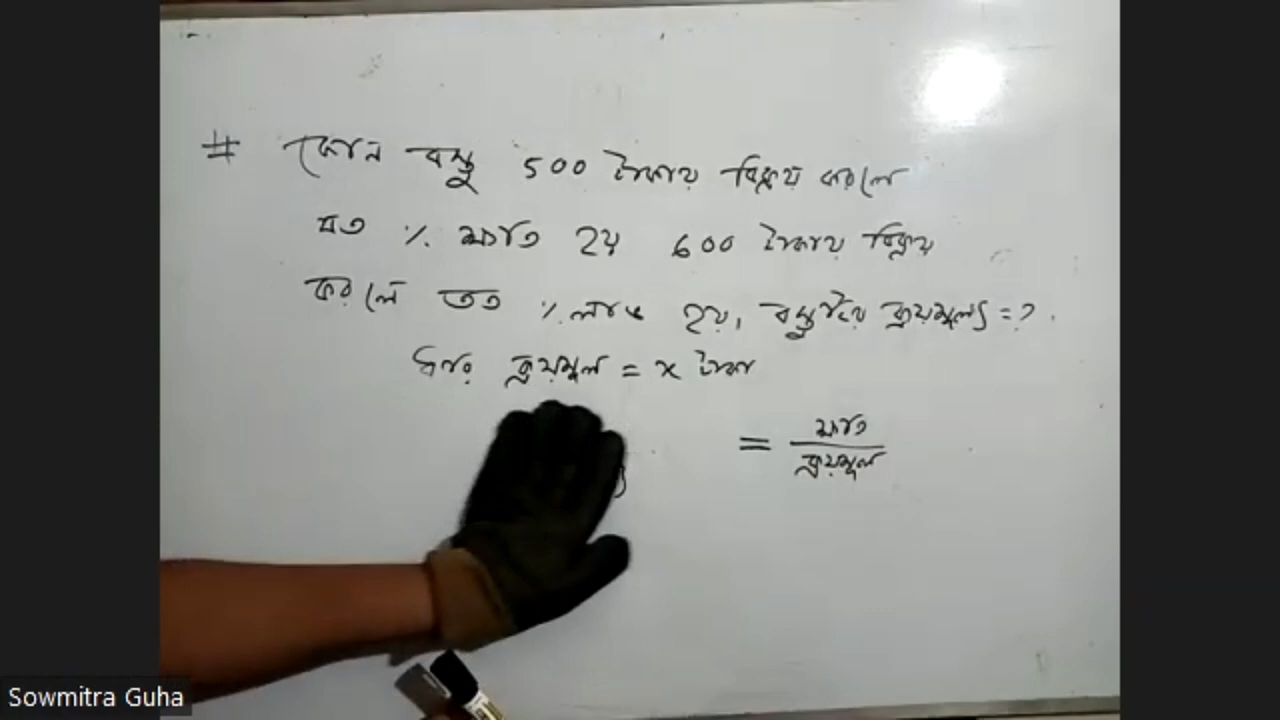 # কোন বস্তু 500 টাকায় বিক্রয় করলে
যত % ক্ষতি হয় 600 টাকায় বিক্রয়
করলে তত % লাভ হয়, বস্তুটির ক্রয়মূল্য = ?
ধরি ক্রয়মূল্য = x টাকা
= ক্ষতি
ক্রয়মূল্য
Sowmitra Guha